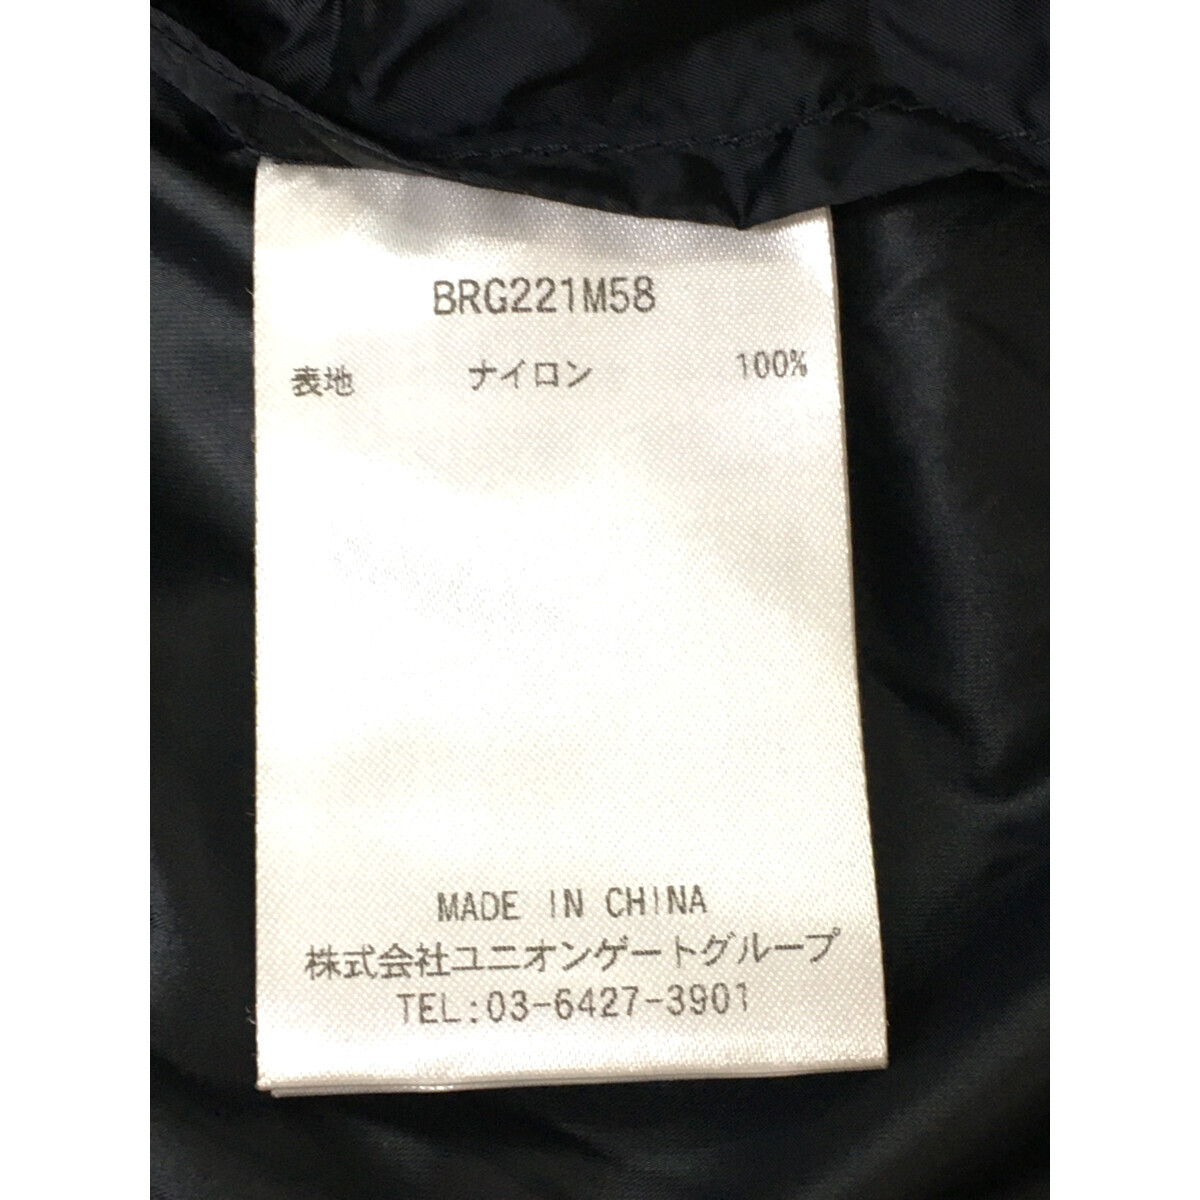 BRG221M58
表地 ナイロン 100%
MADE IN CHINA
株式会社ユニオンゲートグループ
TEL:03-6427-3901